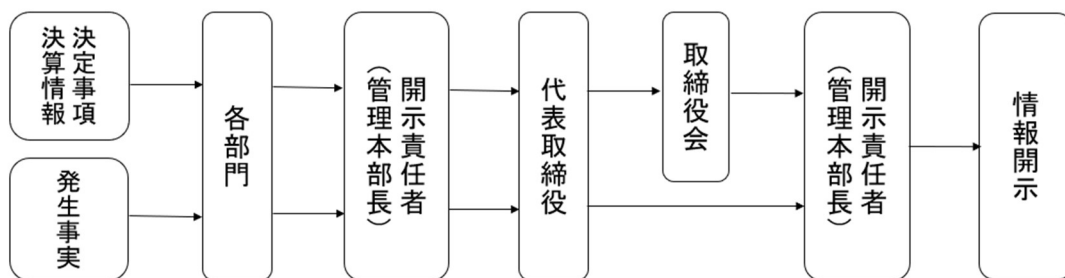 決定事項
決算情報
発生事実
各部門
開示責任者
（管理本部長）
代表取締役
取締役会
開示責任者
（管理本部長）
情報開示